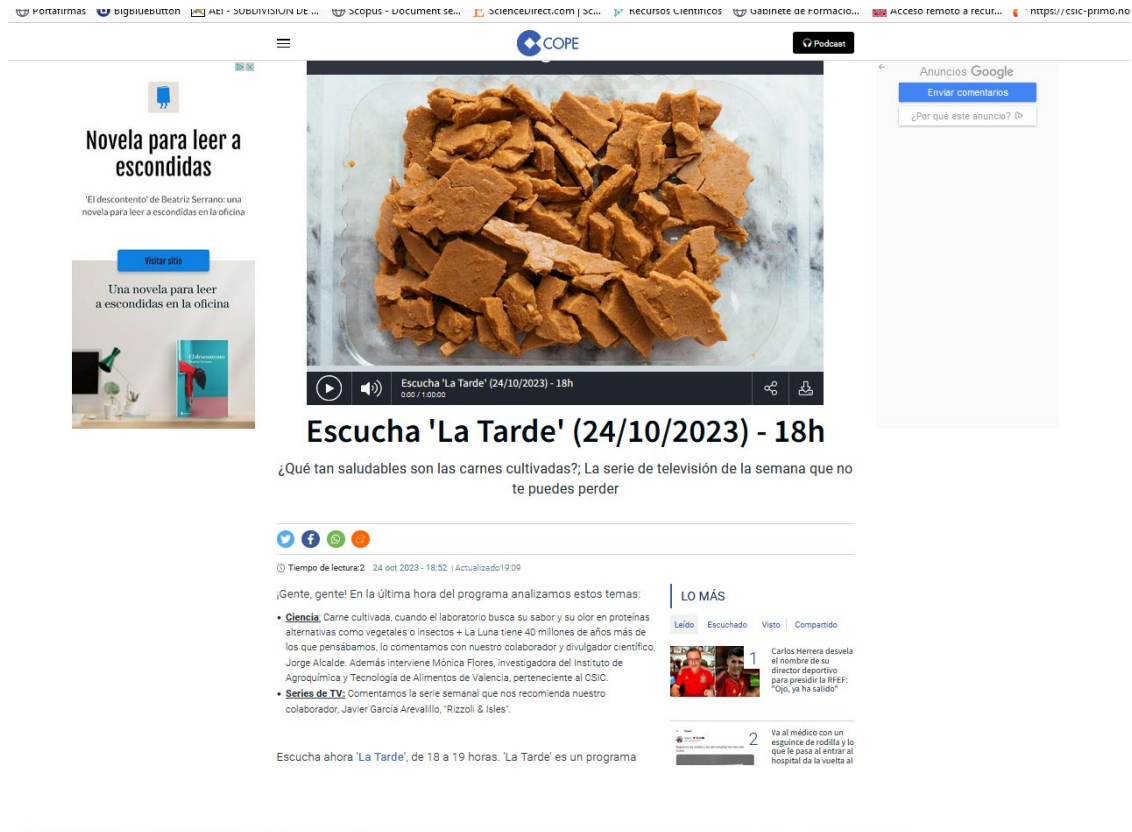 Portafirmas BigBlueButton AEI - SUBDIVISIÓN DE ... Scopus - Document se... ScienceDirect.com | Sc... Recursos Científicos Gabinete de Formacio... Acceso remoto a recur... https://csic-primo.ho
COPE
Podcast
Novela para leer a
escondidas
'El descontento' de Beatriz Serrano: una
novela para leer a escondidas en la oficina
Visitar sitio
Una novela para leer
a escondidas en la oficina
El descontento
Anuncios Google
Enviar comentarios
¿Por qué este anuncio?
Escucha 'La Tarde' (24/10/2023) - 18h
0:00 / 1:00:00
Escucha 'La Tarde' (24/10/2023) - 18h
¿Qué tan saludables son las carnes cultivadas?; La serie de televisión de la semana que no
te puedes perder
Tiempo de lectura:2 24 oct 2023 - 18:52 | Actualizado19:09
¡Gente, gente! En la última hora del programa analizamos estos temas:
• Ciencia: Carne cultivada, cuando el laboratorio busca su sabor y su olor en proteínas
alternativas como vegetales o insectos + La Luna tiene 40 millones de años más de
los que pensábamos, lo comentamos con nuestro colaborador y divulgador científico,
Jorge Alcalde. Además interviene Mónica Flores, investigadora del Instituto de
Agroquímica y Tecnología de Alimentos de Valencia, perteneciente al CSIC.
• Series de TV: Comentamos la serie semanal que nos recomienda nuestro
colaborador, Javier García Arevalillo, "Rizzoli & Isles".
Escucha ahora 'La Tarde', de 18 a 19 horas. 'La Tarde' es un programa
LO MÁS
Leído Escuchado Visto Compartido
1
Carlos Herrera desvela
el nombre de su
director deportivo
para presidir la RFEF:
"Ojo, ya ha salido"
2
Va al médico con un
esguince de rodilla y lo
que le pasa al entrar al
hospital da la vuelta al